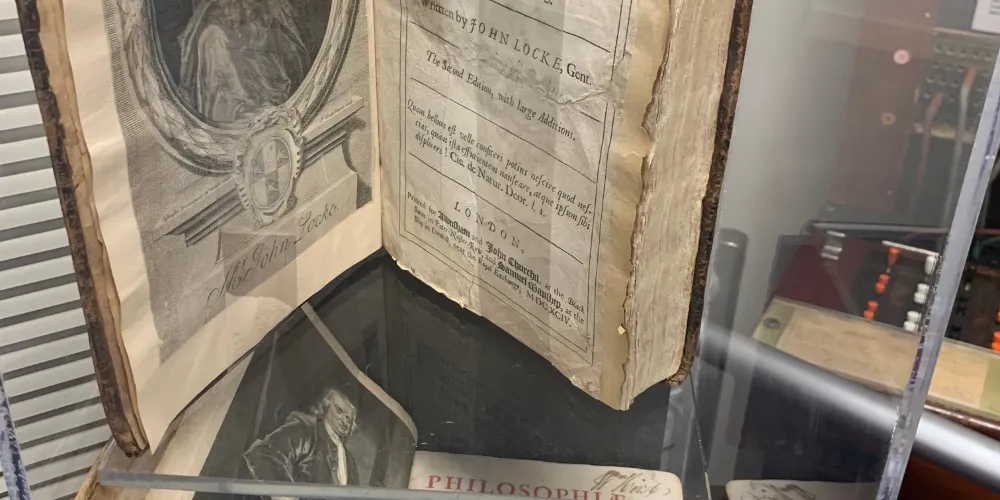 Mr John Locke.
Written by JOHN LOCKE, Gent.
The Second Edition, with large Additions.
Quam bellum est velle confiteri potius nescire quod nes-
cias, quam ista effutientem nauseare, atque ipsum sibi
displicere! Cic. de Natur. Deor. l. 1.
LONDON,
Printed for Awnsham and John Churchil, at the Black
Swan in Pater-Noster-Row, and Samuel Manship, at the
Ship in Cornhill, near the Royal Exchange, MDCXCIV.
PHILOSOPHIÆ